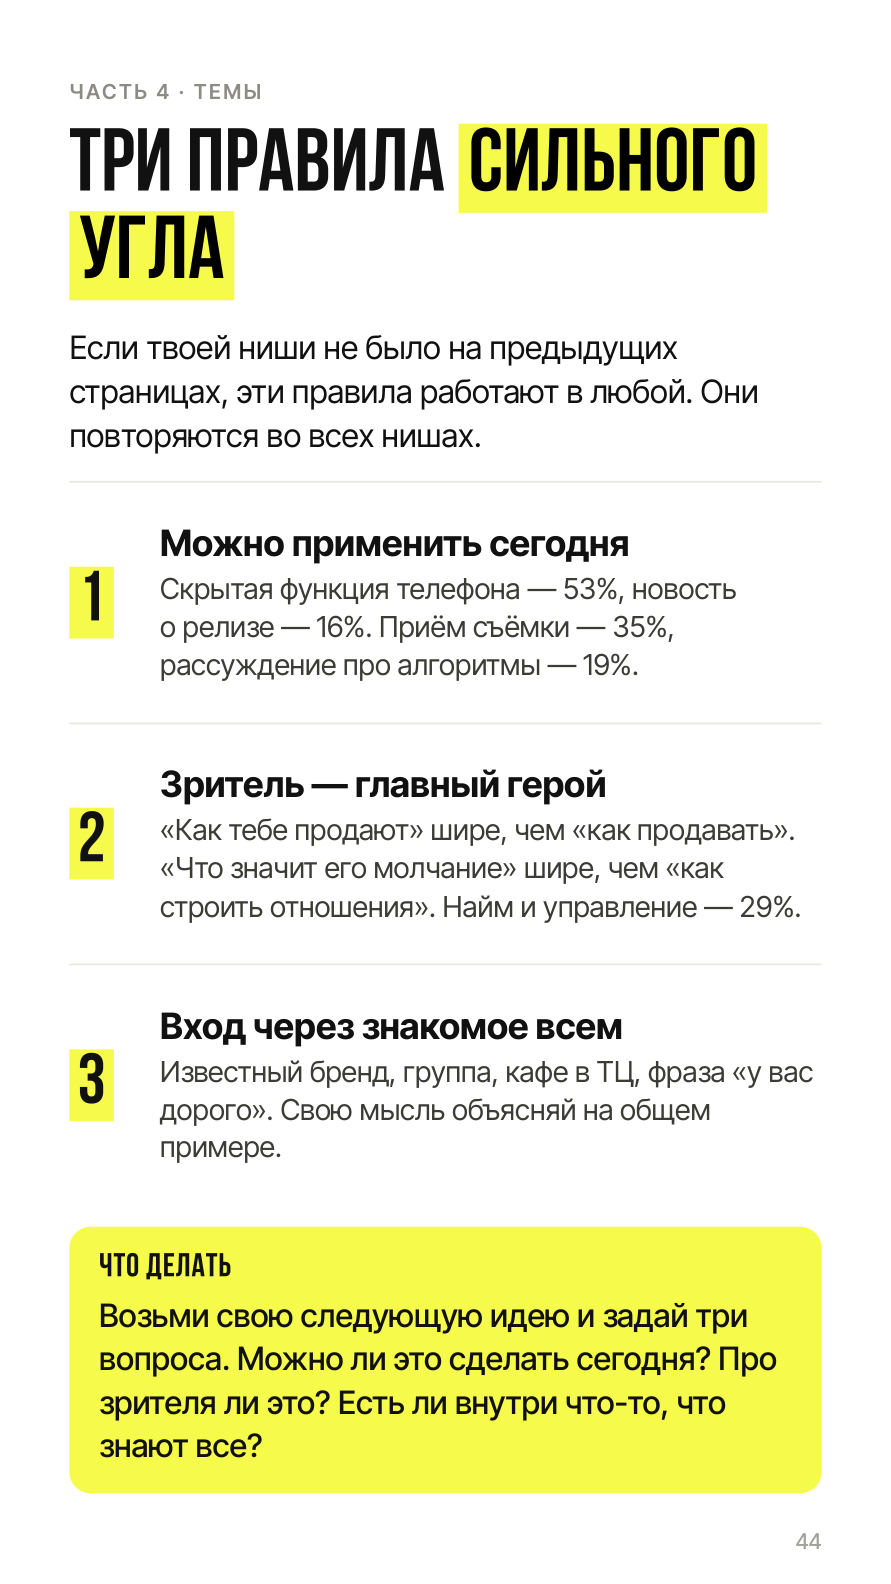 ЧАСТЬ 4 · ТЕМЫ
ТРИ ПРАВИЛА СИЛЬНОГО
УГЛА
Если твоей ниши не было на предыдущих
страницах, эти правила работают в любой. Они
повторяются во всех нишах.
1
Можно применить сегодня
Скрытая функция телефона — 53%, новость
о релизе — 16%. Приём съёмки — 35%,
рассуждение про алгоритмы — 19%.
2
Зритель — главный герой
«Как тебе продают» шире, чем «как продавать».
«Что значит его молчание» шире, чем «как
строить отношения». Найм и управление — 29%.
3
Вход через знакомое всем
Известный бренд, группа, кафе в ТЦ, фраза «у вас
дорого». Свою мысль объясняй на общем
примере.
ЧТО ДЕЛАТЬ
Возьми свою следующую идею и задай три
вопроса. Можно ли это сделать сегодня? Про
зрителя ли это? Есть ли внутри что-то, что
знают все?
44